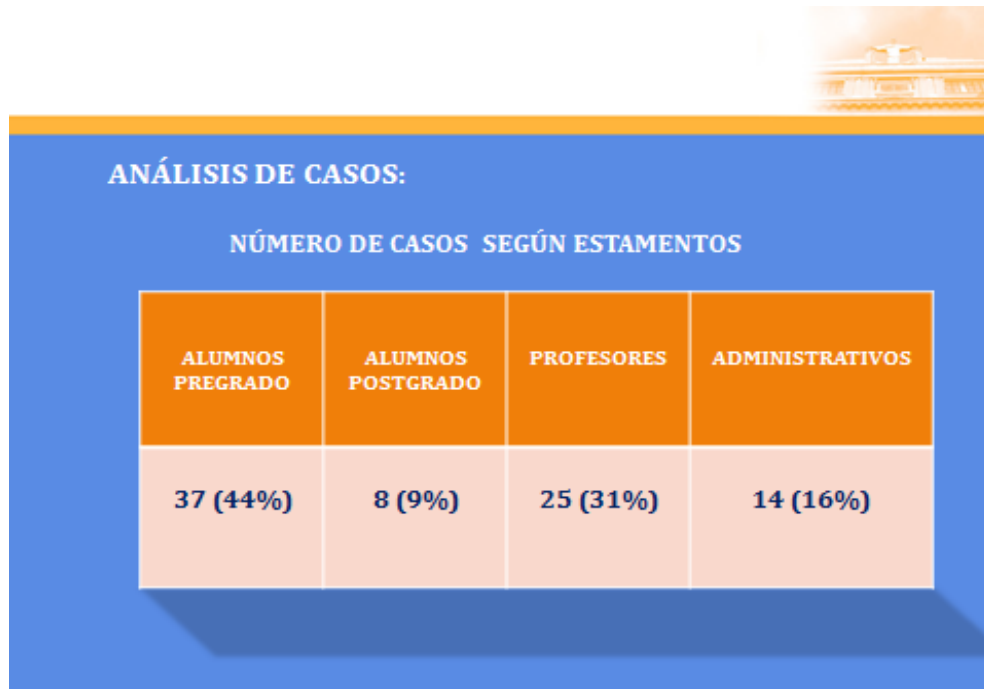 ANÁLISIS DE CASOS:
NÚMERO DE CASOS SEGÚN ESTAMENTOS
ALUMNOS
PREGRADO
ALUMNOS
POSTGRADO
PROFESORES
ADMINISTRATIVOS
37 (44%)
8 (9%)
25 (31%)
14 (16%)